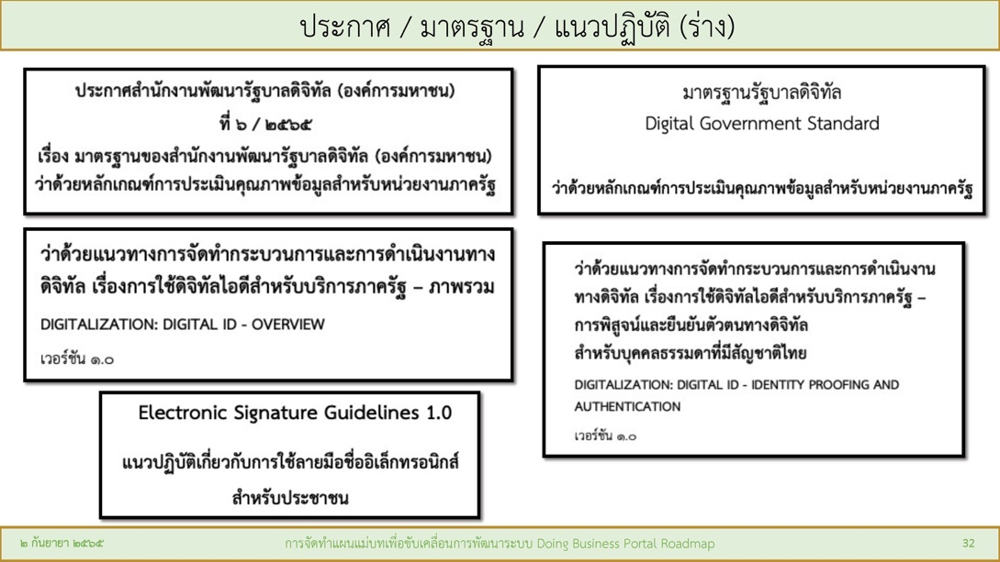 ประกาศ / มาตรฐาน / แนวปฏิบัติ (ร่าง)
ประกาศสำนักงานพัฒนารัฐบาลดิจิทัล (องค์การมหาชน)
ที่ ๖ / ๒๕๖๕
เรื่อง มาตรฐานของสำนักงานพัฒนารัฐบาลดิจิทัล (องค์การมหาชน)
ว่าด้วยหลักเกณฑ์การประเมินคุณภาพข้อมูลสำหรับหน่วยงานภาครัฐ
มาตรฐานรัฐบาลดิจิทัล
Digital Government Standard
ว่าด้วยหลักเกณฑ์การประเมินคุณภาพข้อมูลสำหรับหน่วยงานภาครัฐ
ว่าด้วยแนวทางการจัดทำกระบวนการและการดำเนินงานทาง
ดิจิทัล เรื่องการใช้ดิจิทัลไอดีสำหรับบริการภาครัฐ – ภาพรวม
DIGITALIZATION: DIGITAL ID - OVERVIEW
เวอร์ชัน ๑.๐
ว่าด้วยแนวทางการจัดทำกระบวนการและการดำเนินงาน
ทางดิจิทัล เรื่องการใช้ดิจิทัลไอดีสำหรับบริการภาครัฐ –
การพิสูจน์และยืนยันตัวตนทางดิจิทัล
สำหรับบุคคลธรรมดาที่มีสัญชาติไทย
DIGITALIZATION: DIGITAL ID - IDENTITY PROOFING AND
AUTHENTICATION
เวอร์ชัน ๑.๐
Electronic Signature Guidelines 1.0
แนวปฏิบัติเกี่ยวกับการใช้ลายมือชื่ออิเล็กทรอนิกส์
สำหรับประชาชน
๒ กันยายา ๒๕๖๕
การจัดทำแผนแม่บทเพื่อขับเคลื่อนการพัฒนาระบบ Doing Business Portal Roadmap
32